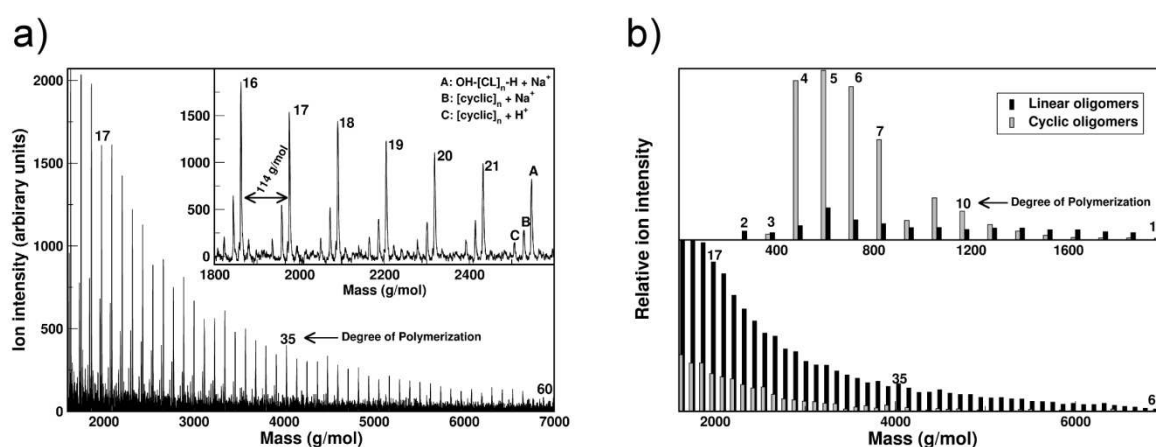 a)
Ion intensity (arbirary units)
2000
1500
1000
500
0
2000
3000
4000
5000
6000
7000
Mass (g/mol)
17
35
Degree of Polymerization
60
1500
1000
500
0
1800
2000
2200
2400
Mass (g/mol)
16
17
18
19
20
21
114 g/mol
A: OH-[CL]n-H + Na+
B: [cyclic]n + Na+
C: [cyclic]n + H+
A
B
C
b)
Relative ion intensity
2
3
4
5
6
7
10
Degree of Polymerization
Linear oligomers
Cyclic oligomers
400
800
1200
1600
1
17
35
6
2000
4000
6000
Mass (g/mol)